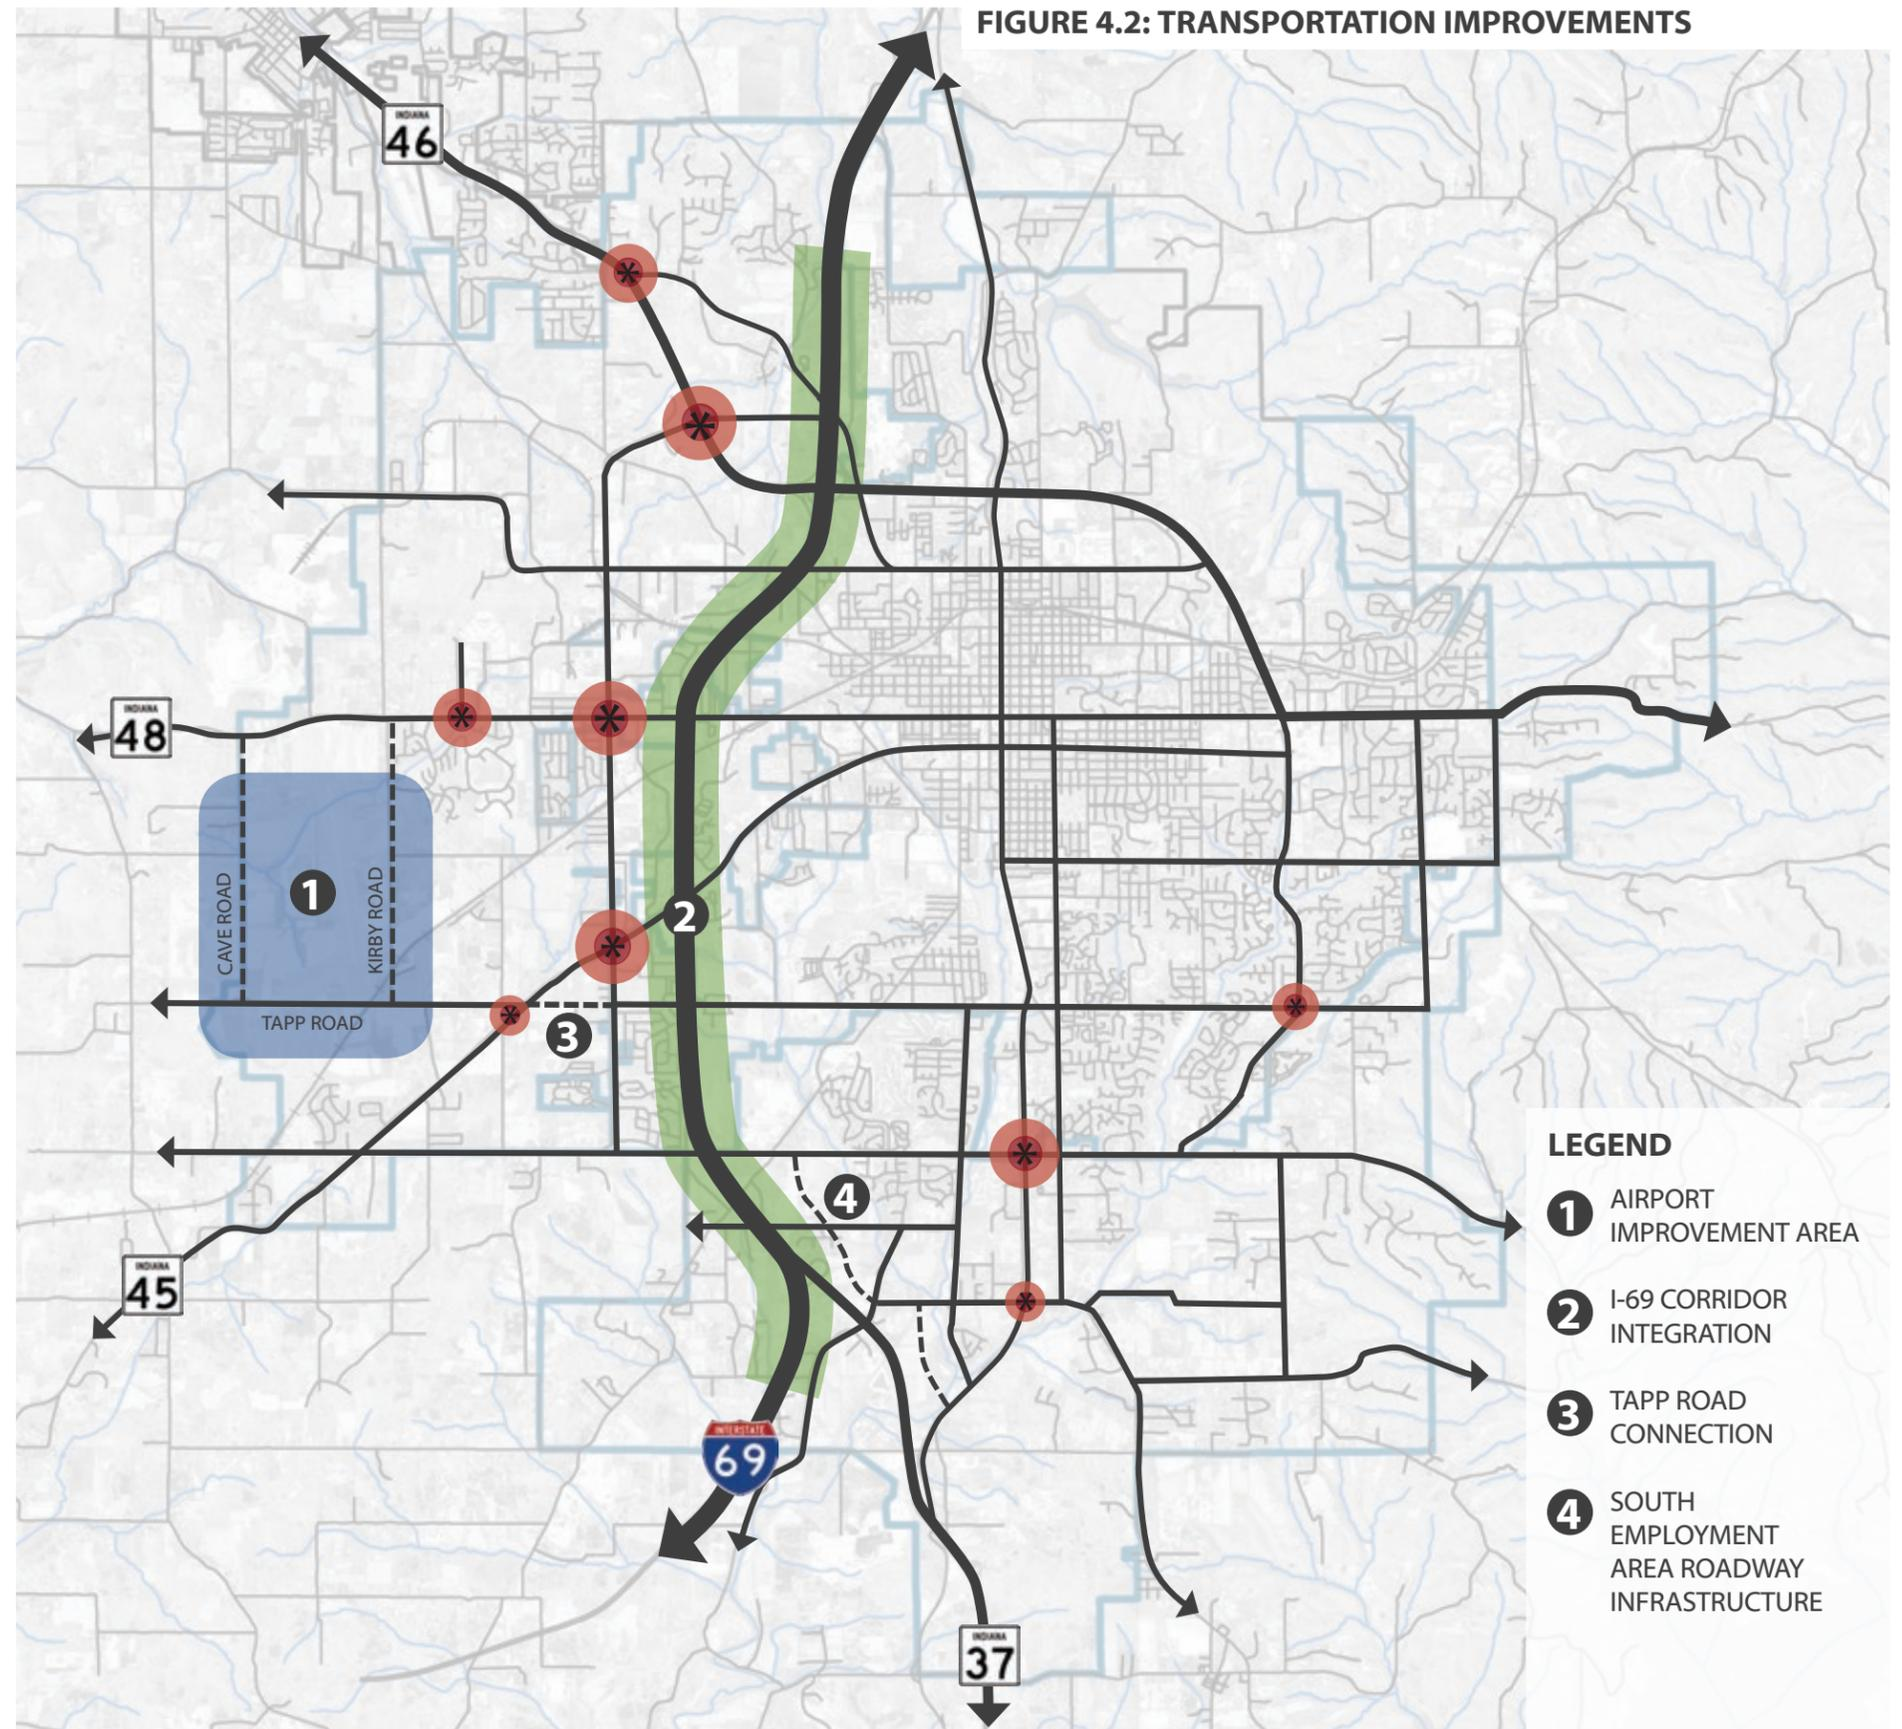 FIGURE 4.2: TRANSPORTATION IMPROVEMENTS
INDIANA
46
INDIANA
48
CAVE ROAD
1
KIRBY ROAD
2
TAPP ROAD
3
4
INDIANA
45
INTERSTATE
69
INDIANA
37
LEGEND
1 AIRPORT
IMPROVEMENT AREA
2 I-69 CORRIDOR
INTEGRATION
3 TAPP ROAD
CONNECTION
4 SOUTH
EMPLOYMENT
AREA ROADWAY
INFRASTRUCTURE